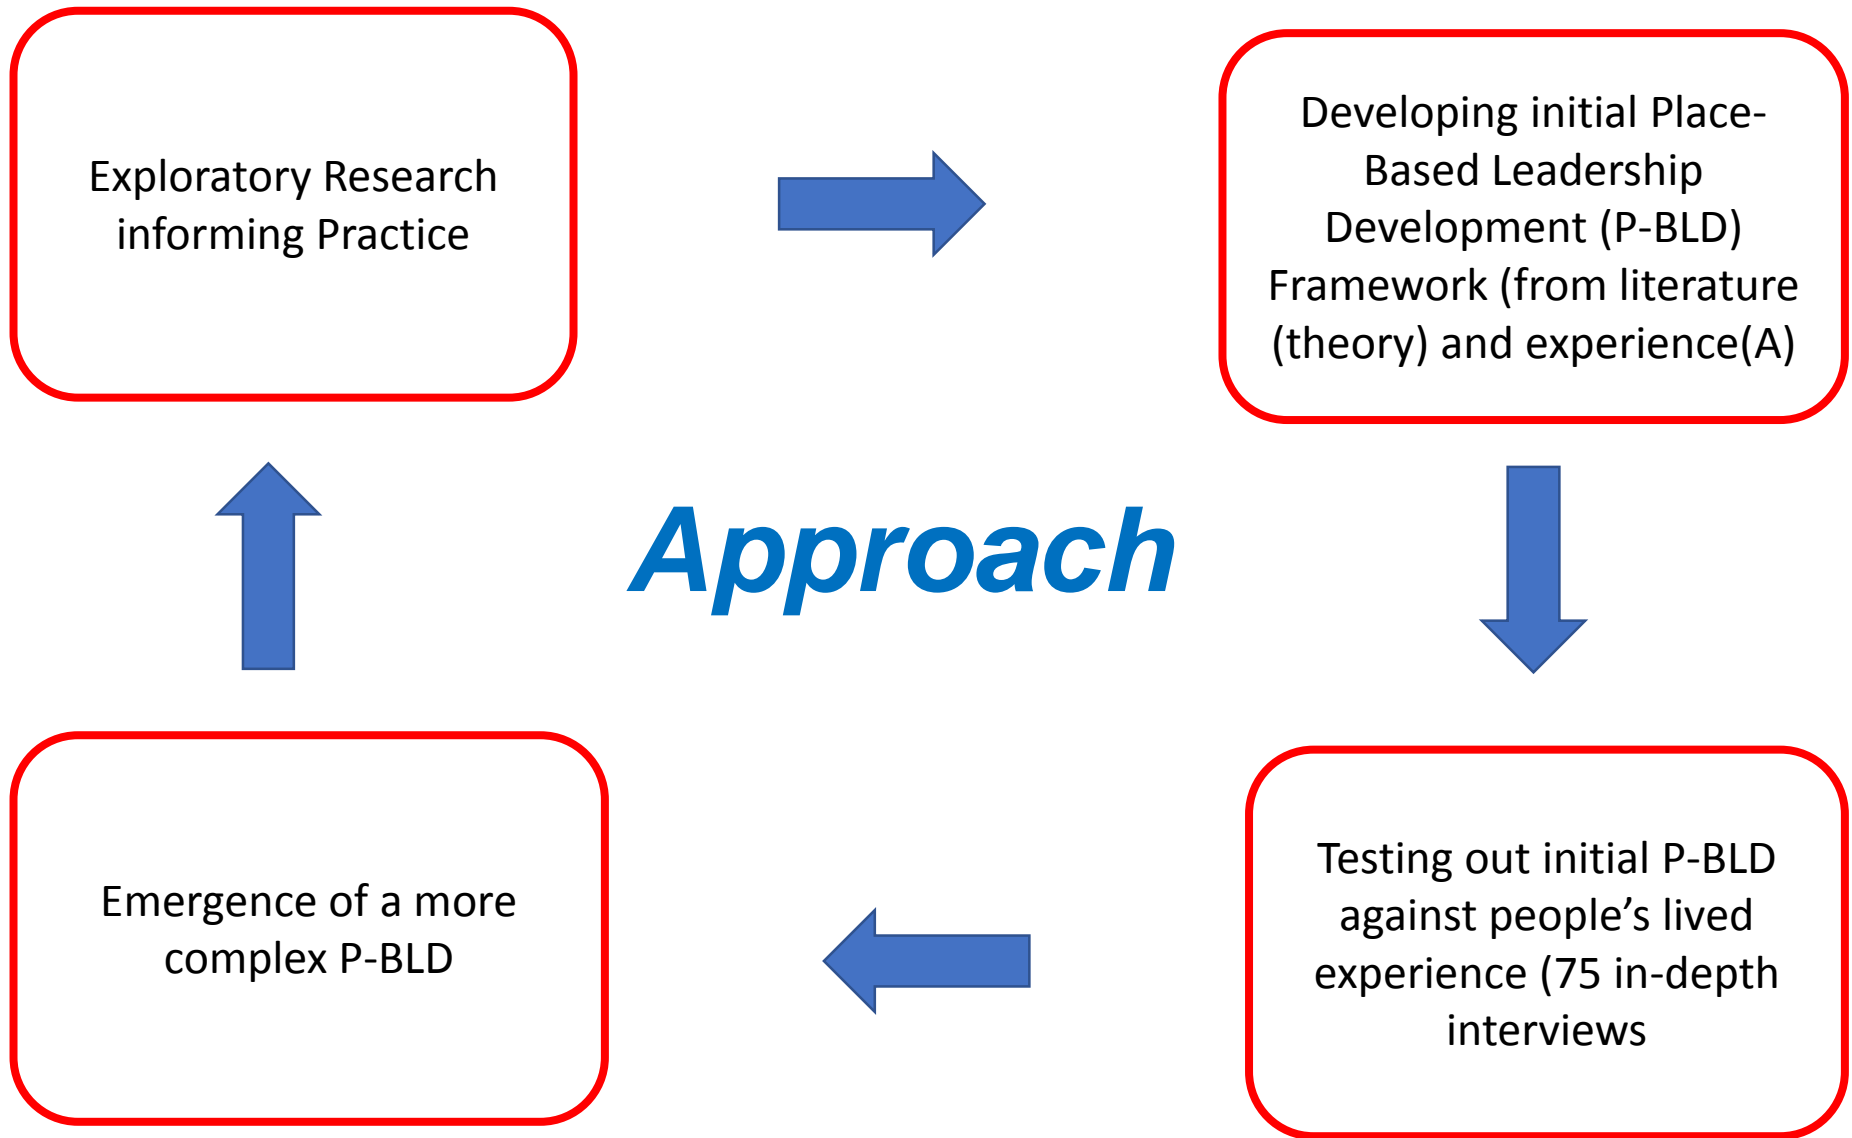 Exploratory Research
informing Practice
Developing initial Place-
Based Leadership
Development (P-BLD)
Framework (from literature
(theory) and experience(A)
Approach
Emergence of a more
complex P-BLD
Testing out initial P-BLD
against people’s lived
experience (75 in-depth
interviews